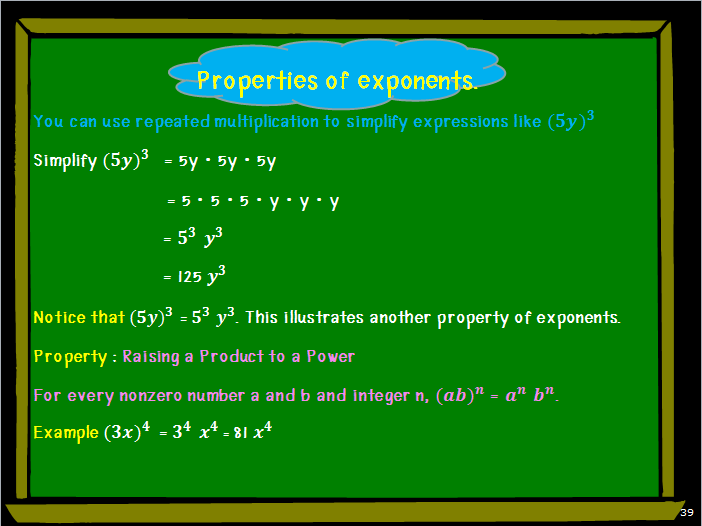 Properties of exponents.
You can use repeated multiplication to simplify expressions like (5y)³
Simplify (5y)³ = 5y · 5y · 5y
= 5 · 5 · 5 · y · y · y
= 5³ y³
= 125 y³
Notice that (5y)³ = 5³ y³. This illustrates another property of exponents.
Property : Raising a Product to a Power
For every nonzero number a and b and integer n, (ab)ⁿ = aⁿ bⁿ.
Example (3x)⁴ = 3⁴ x⁴ = 81 x⁴
39